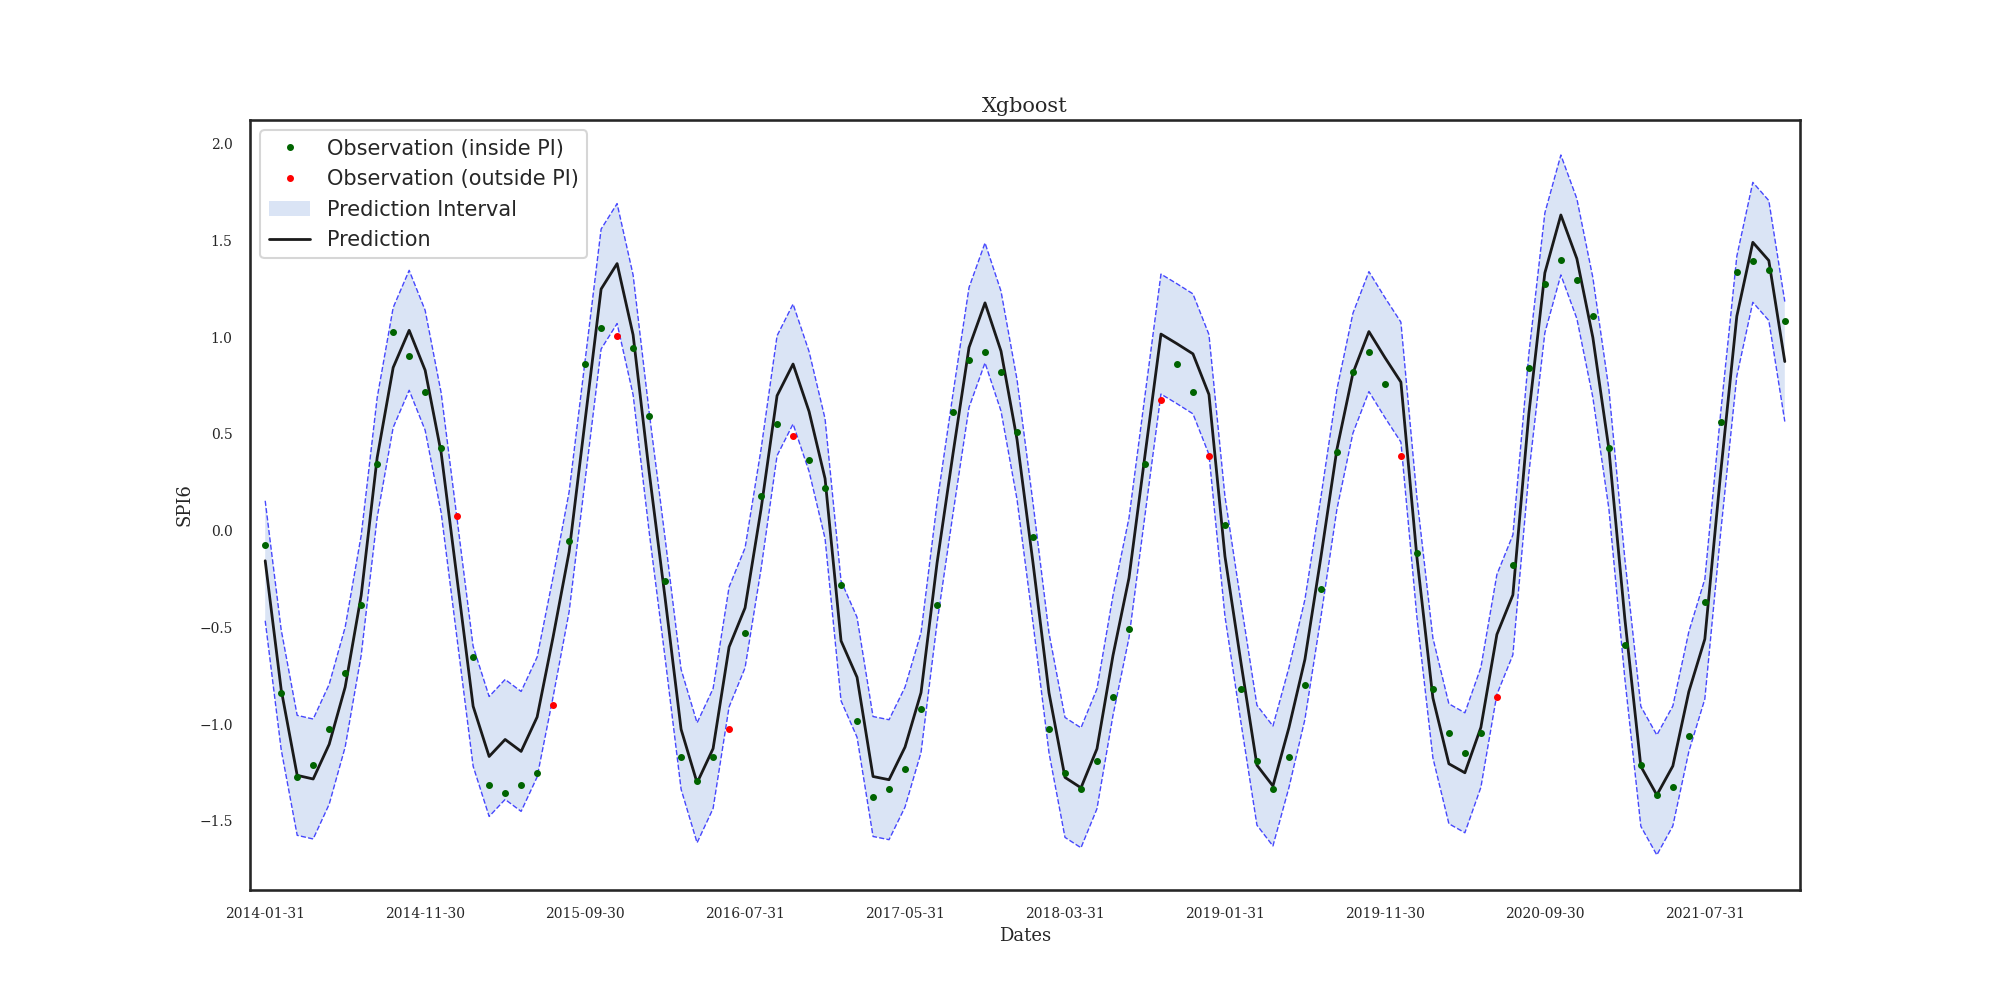 Xgboost
Observation (inside PI)
Observation (outside PI)
Prediction Interval
Prediction
2.0
1.5
1.0
0.5
0.0
−0.5
−1.0
−1.5
SPI6
2014-01-31 2014-11-30 2015-09-30 2016-07-31 2017-05-31 2018-03-31 2019-01-31 2019-11-30 2020-09-30 2021-07-31
Dates